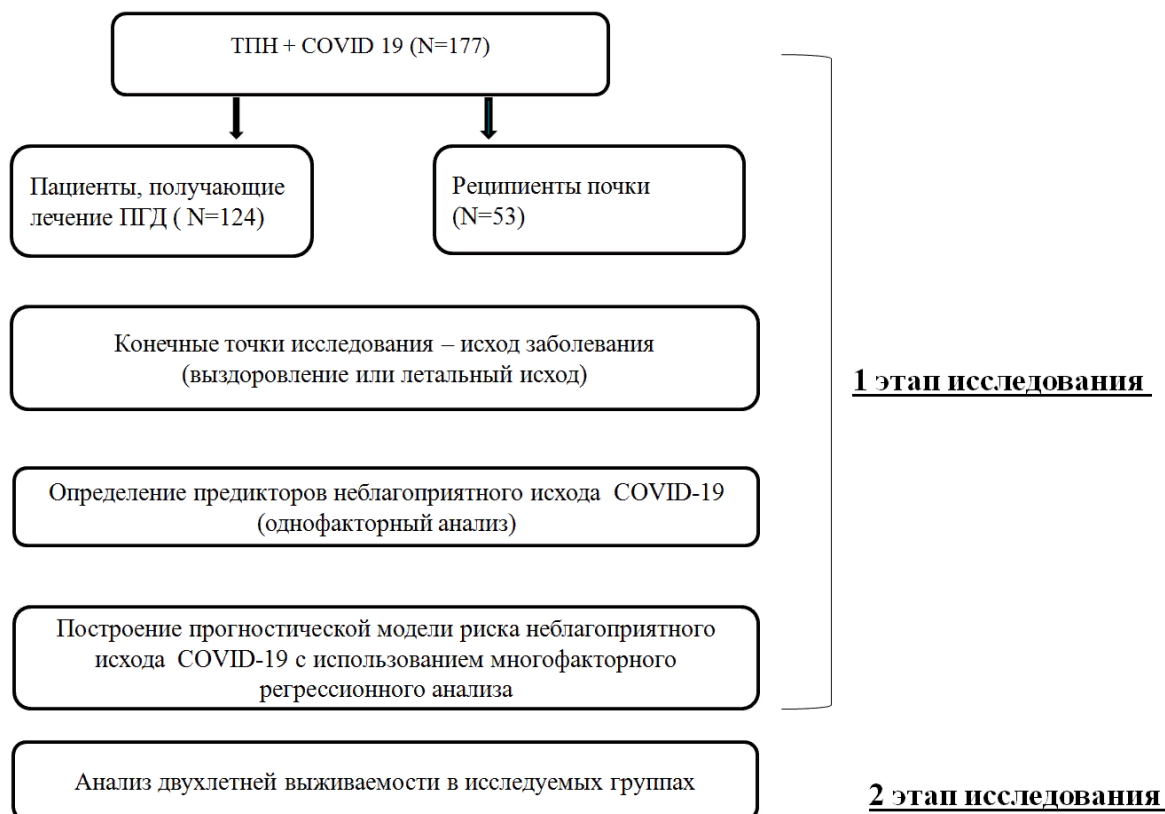 ТПН + COVID 19 (N=177)
Пациенты, получающие
лечение ПГД ( N=124)
Реципиенты почки
(N=53)
Конечные точки исследования – исход заболевания
(выздоровление или летальный исход)
1 этап исследования
Определение предикторов неблагоприятного исхода COVID-19
(однофакторный анализ)
Построение прогностической модели риска неблагоприятного
исхода COVID-19 с использованием многофакторного
регрессионного анализа
Анализ двухлетней выживаемости в исследуемых группах
2 этап исследования